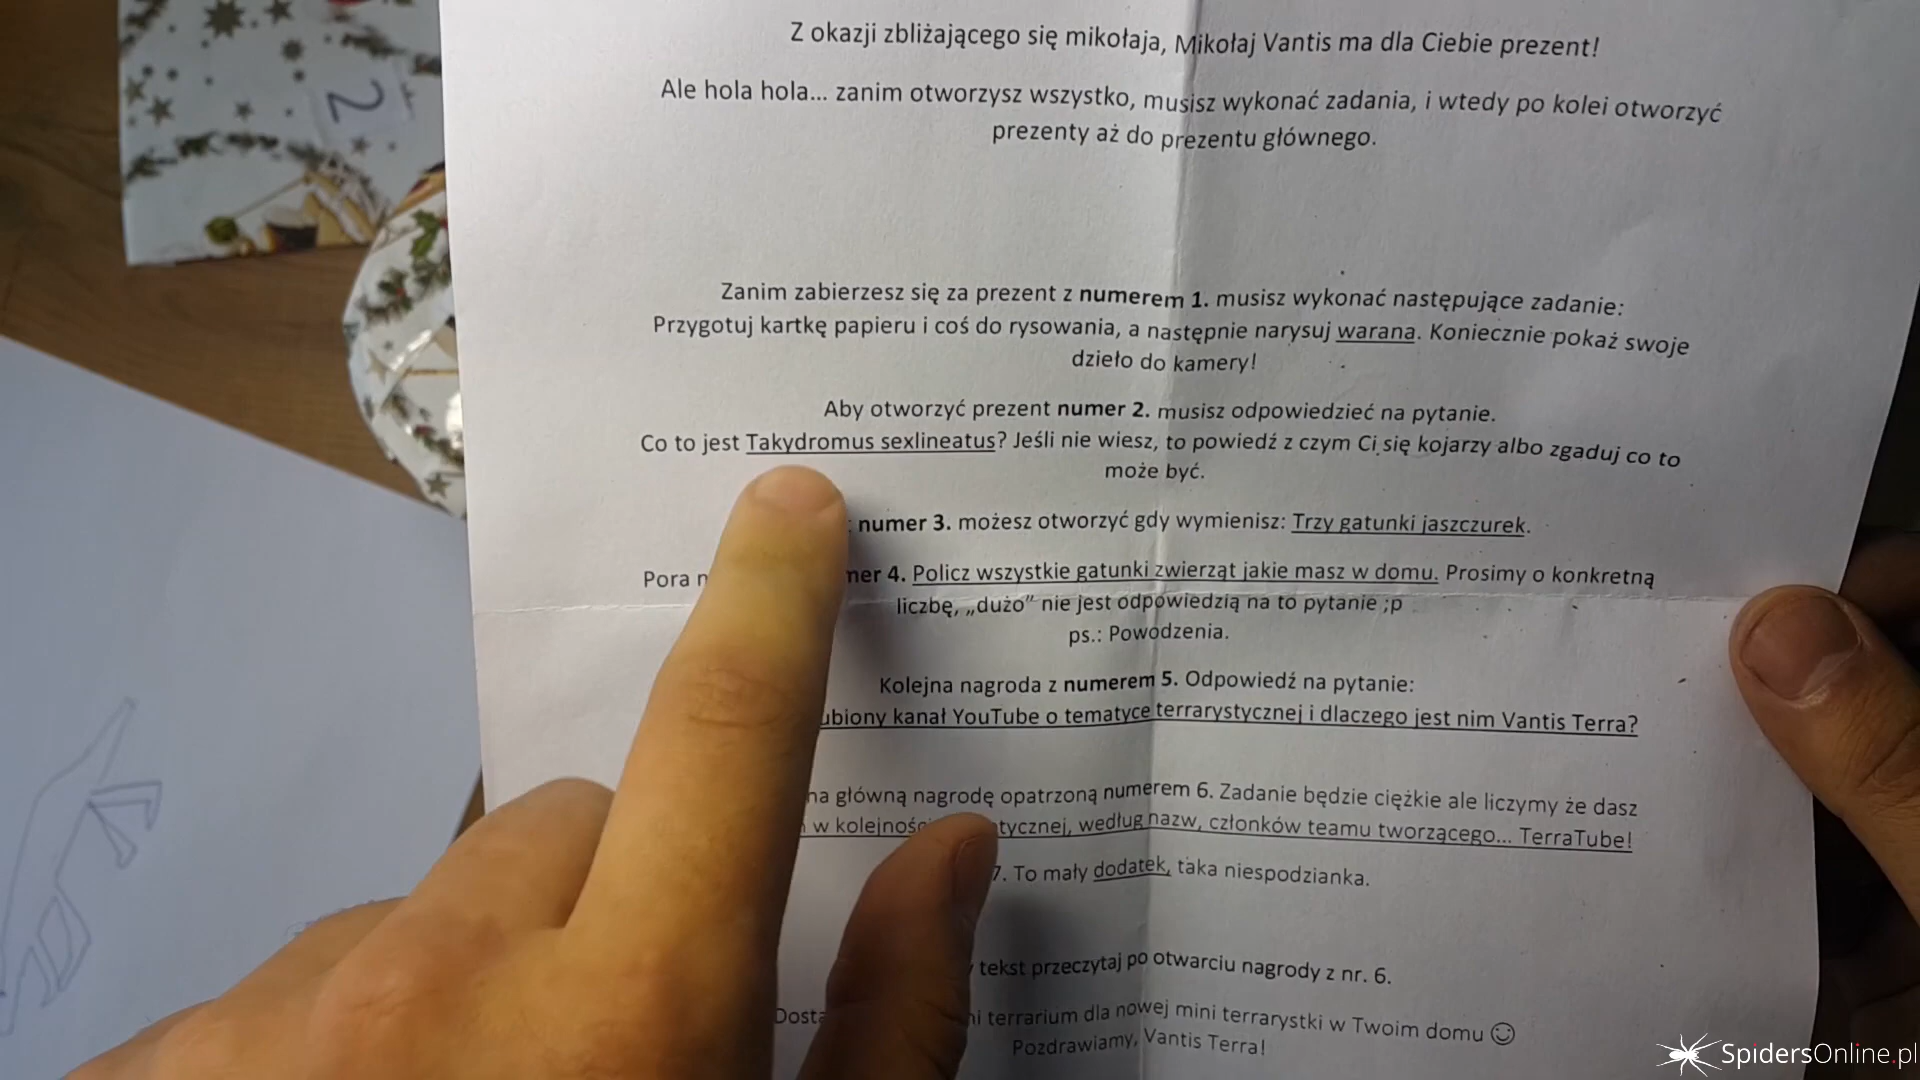 Z okazji zbliżającego się mikołaja, Mikołaj Vantis ma dla Ciebie prezent!
Ale hola hola... zanim otworzysz wszystko, musisz wykonać zadania, i wtedy po kolei otworzyć
prezenty aż do prezentu głównego.
2
Zanim zabierzesz się za prezent z numerem 1. musisz wykonać następujące zadanie:
Przygotuj kartkę papieru i coś do rysowania, a następnie narysuj warana. Koniecznie pokaż swoje
dzieło do kamery!
Aby otworzyć prezent numer 2. musisz odpowiedzieć na pytanie.
Co to jest Takydromus sexlineatus? Jeśli nie wiesz, to powiedź z czym Ci się kojarzy albo zgaduj co to
może być.
numer 3. możesz otworzyć gdy wymienisz: Trzy gatunki jaszczurek.
Pora 4. Policz wszystkie gatunki zwierząt jakie masz w domu. Prosimy o konkretną
liczbę, „dużo” nie jest odpowiedzią na to pytanie ;p
ps.: Powodzenia.
Kolejna nagroda z numerem 5. Odpowiedź na pytanie:
kanał YouTube o tematyce terrarystycznej i dlaczego jest nim Vantis Terra?
na główną nagrodę opatrzoną numerem 6. Zadanie będzie ciężkie ale liczymy że dasz
w według nazw, członków teamu tworzącego... TerraTube!
7. To mały dodatek, taka niespodzianka.
tekst przeczytaj po otwarciu nagrody z nr. 6.
terrarium dla nowej mini terrarystki w Twoim domu ☺
Pozdrawiamy, Vantis Terra!
SpidersOnline.pl